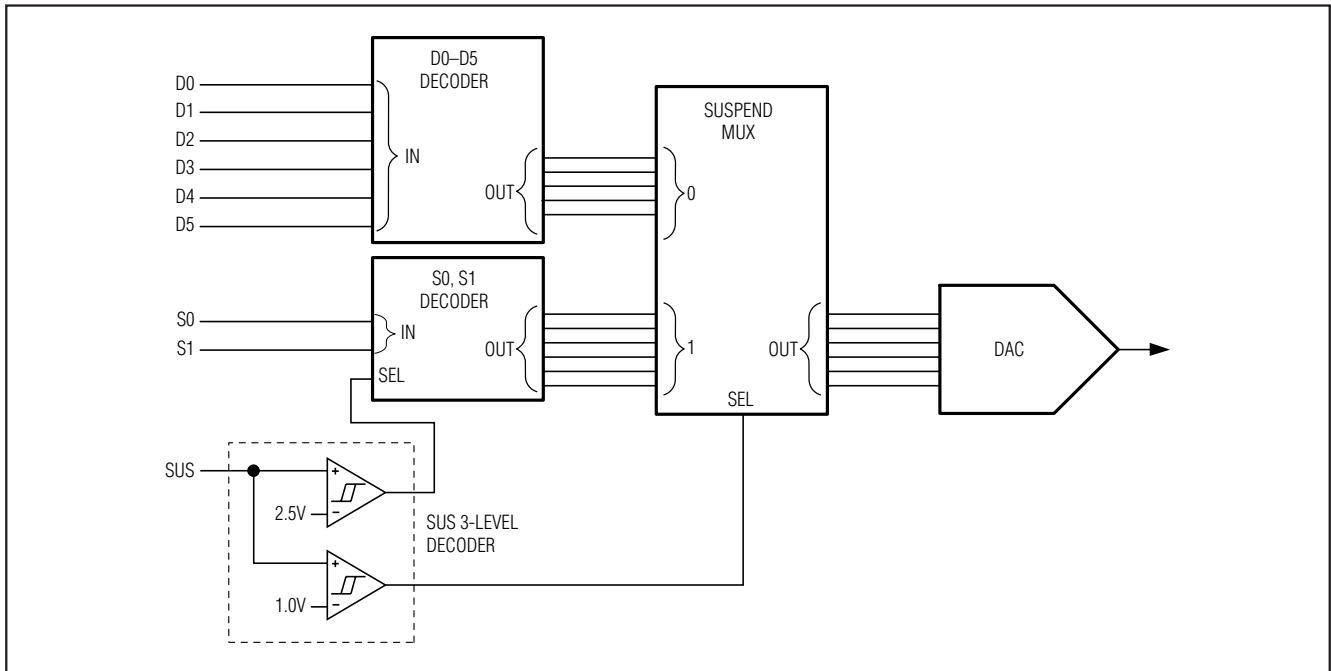 D0–D5
DECODER
D0
D1
D2
D3
D4
D5
IN
OUT
SUSPEND
MUX
0
S0, S1
DECODER
S0
S1
IN
SEL
OUT
1
OUT
SEL
DAC
SUS
+
2.5V
−
SUS 3-LEVEL
DECODER
+
1.0V
−